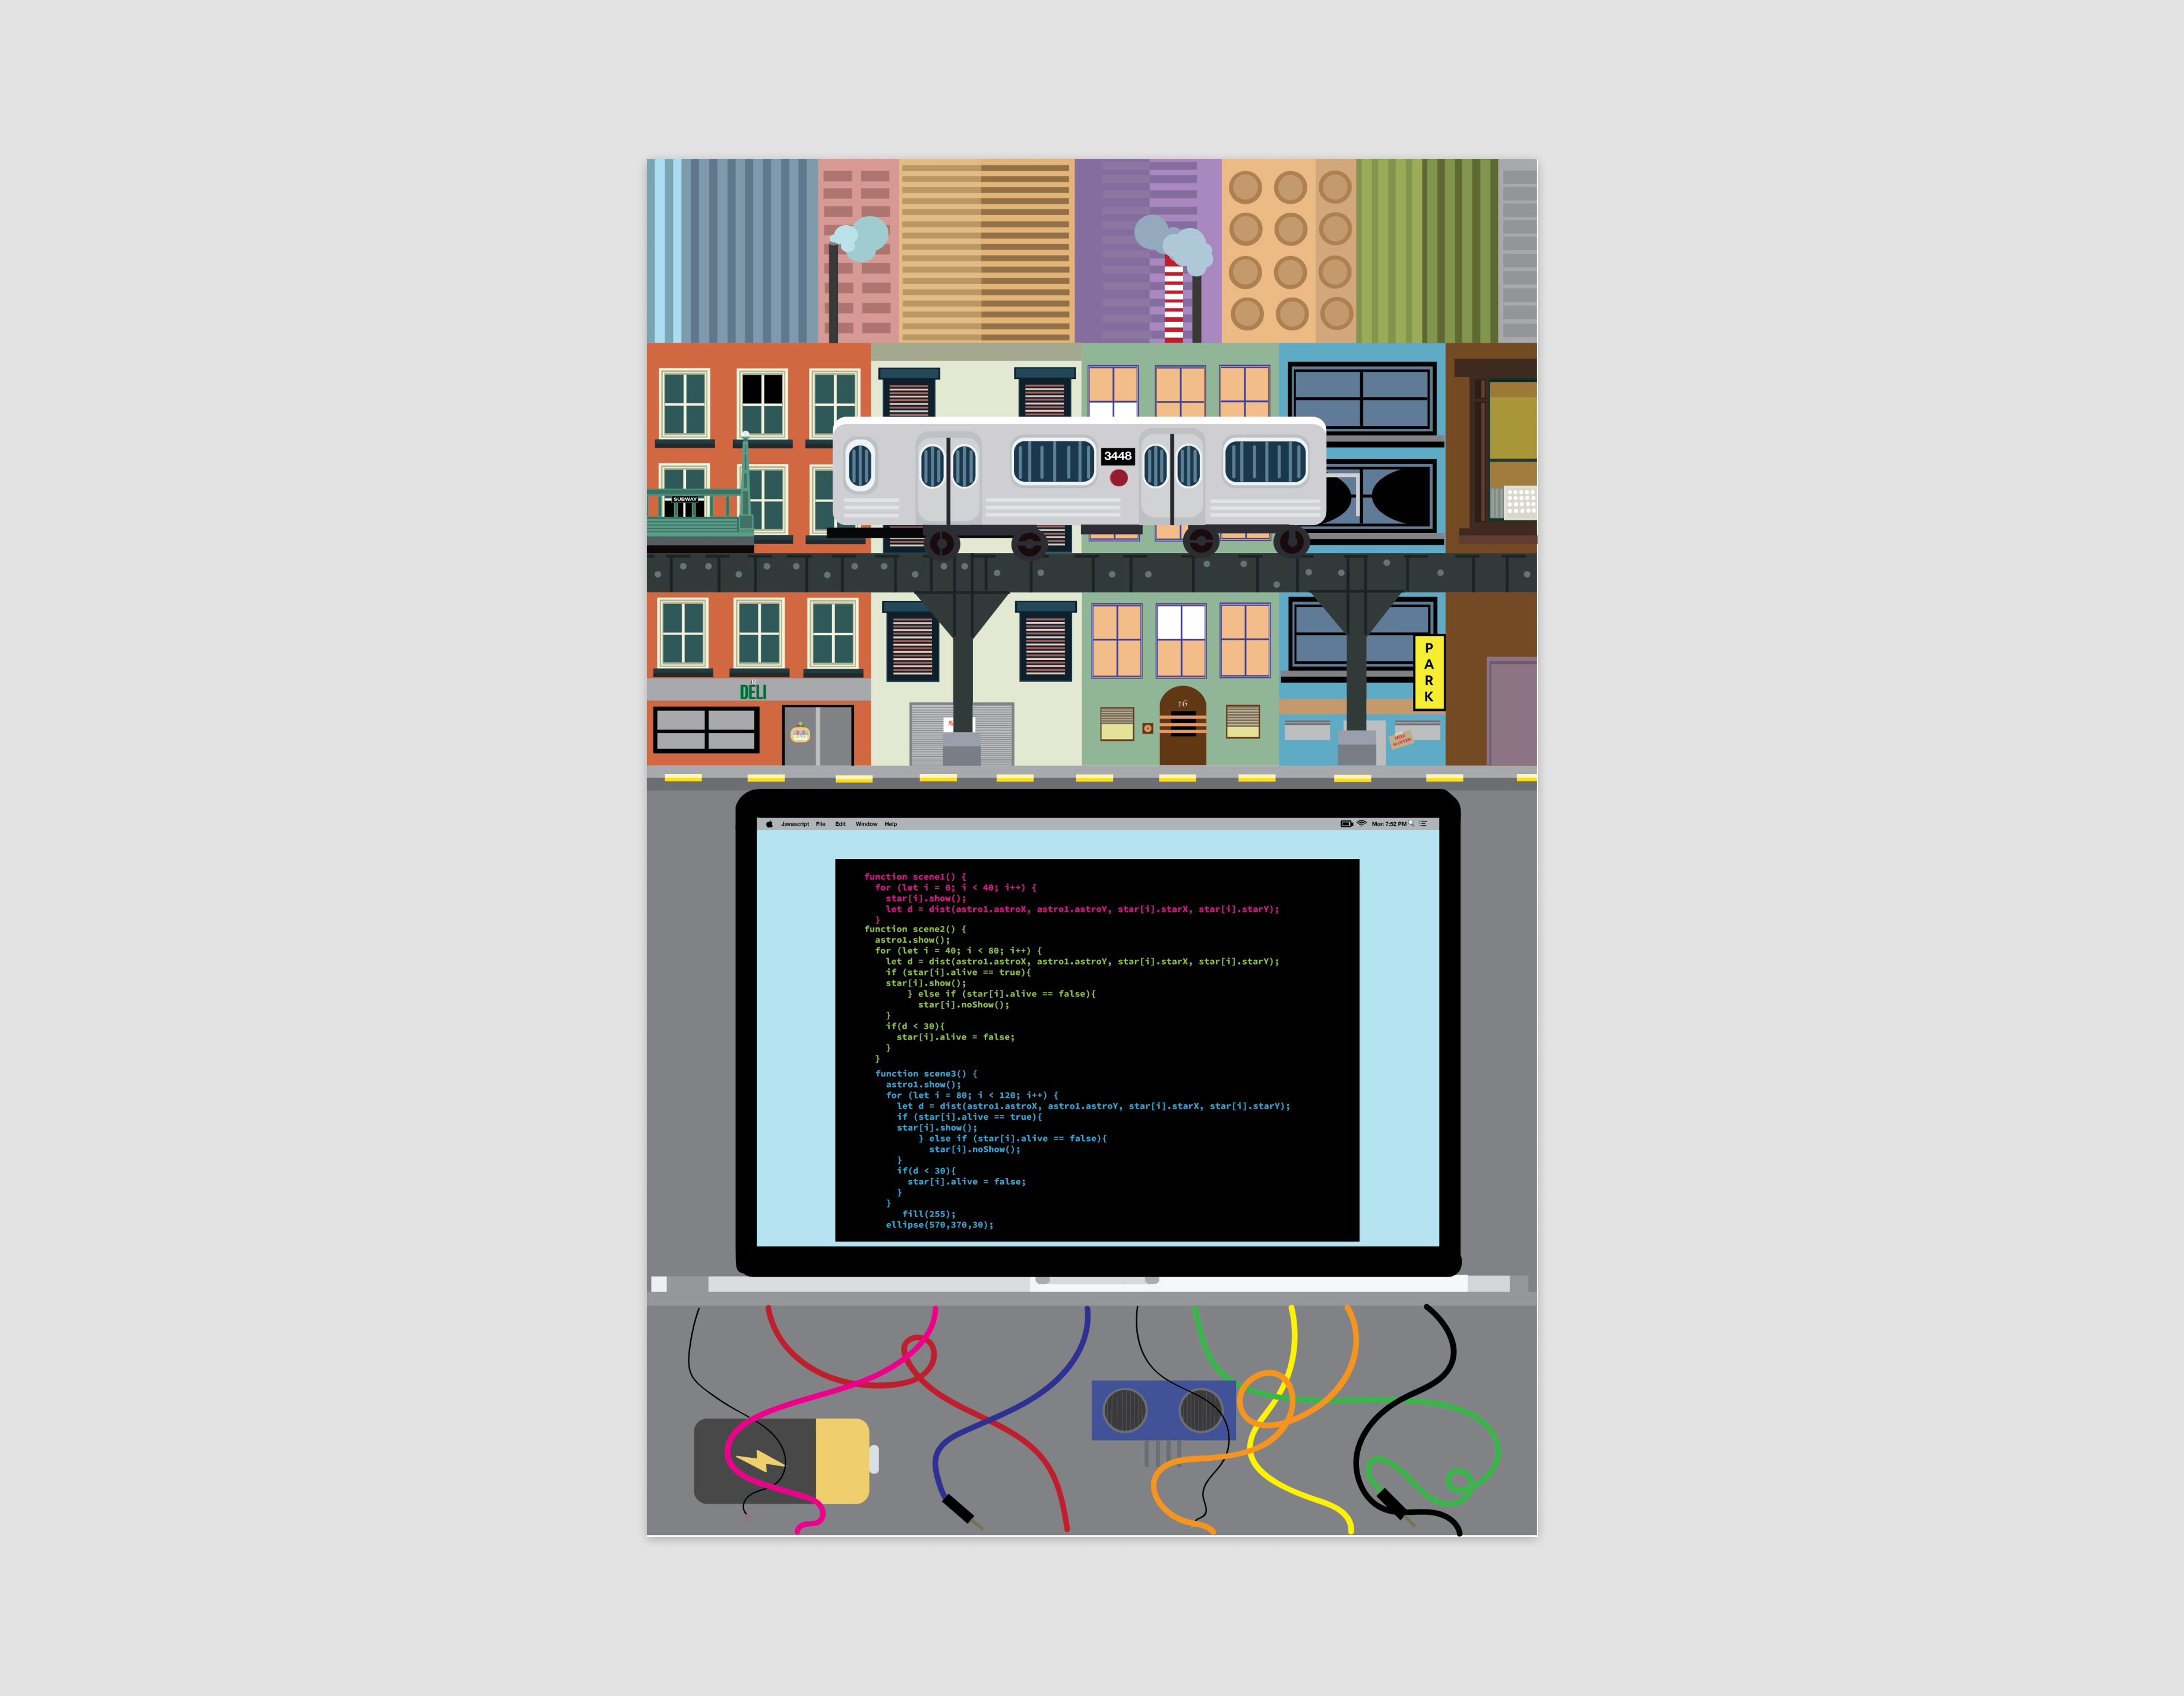 3448
SUBWAY
P
A
R
K
DELI
16
HELP
WANTED
Javascript File Edit Window Help
Mon 7:52 PM
function scene1() {
for (let i = 0; i < 40; i++) {
star[i].show();
let d = dist(astro1.astroX, astro1.astroY, star[i].starX, star[i].starY);
}
function scene2() {
astro1.show();
for (let i = 40; i < 80; i++) {
let d = dist(astro1.astroX, astro1.astroY, star[i].starX, star[i].starY);
if (star[i].alive == true){
star[i].show();
} else if (star[i].alive == false){
star[i].noShow();
}
if(d < 30){
star[i].alive = false;
}
}
function scene3() {
astro1.show();
for (let i = 80; i < 120; i++) {
let d = dist(astro1.astroX, astro1.astroY, star[i].starX, star[i].starY);
if (star[i].alive == true){
star[i].show();
} else if (star[i].alive == false){
star[i].noShow();
}
if(d < 30){
star[i].alive = false;
}
}
fill(255);
ellipse(570,370,30);